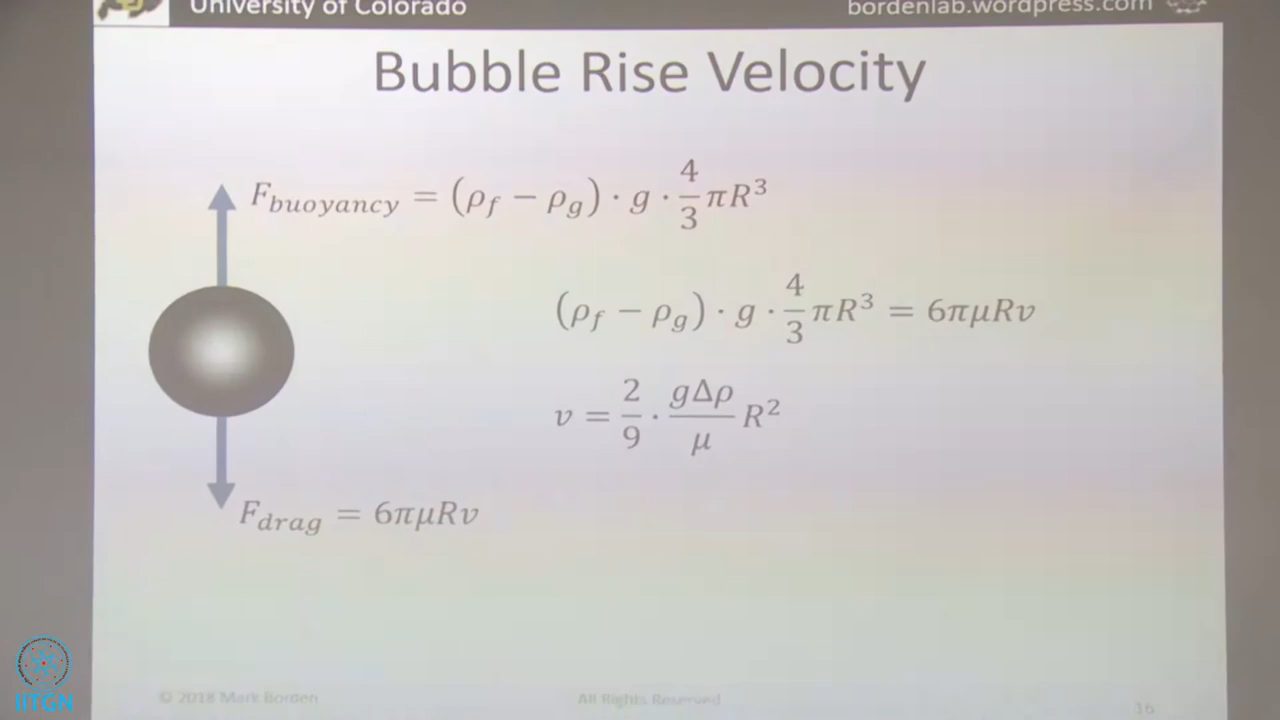 University of Colorado
bordenlab.wordpress.com
Bubble Rise Velocity
F_buoyancy = (ρ_f − ρ_g) · g · 4/3 πR³
(ρ_f − ρ_g) · g · 4/3 πR³ = 6πμRv
v = 2/9 · gΔρ/μ R²
F_drag = 6πμRv
IITGN
© 2018 Mark Borden
All Rights Reserved
16